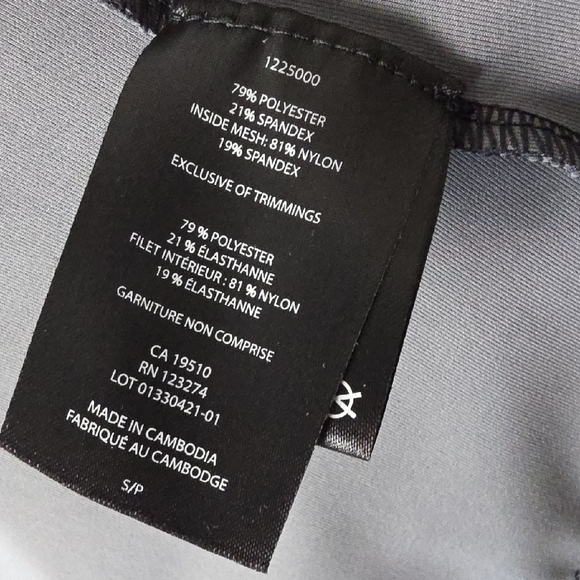 1225000
79% POLYESTER
21% SPANDEX
INSIDE MESH: 81% NYLON
19% SPANDEX
EXCLUSIVE OF TRIMMINGS
79 % POLYESTER
21 % ÉLASTHANNE
FILET INTÉRIEUR : 81 % NYLON
19 % ÉLASTHANNE
GARNITURE NON COMPRISE
CA 19510
RN 123274
LOT 01330421-01
MADE IN CAMBODIA
FABRIQUÉ AU CAMBODGE
S/P